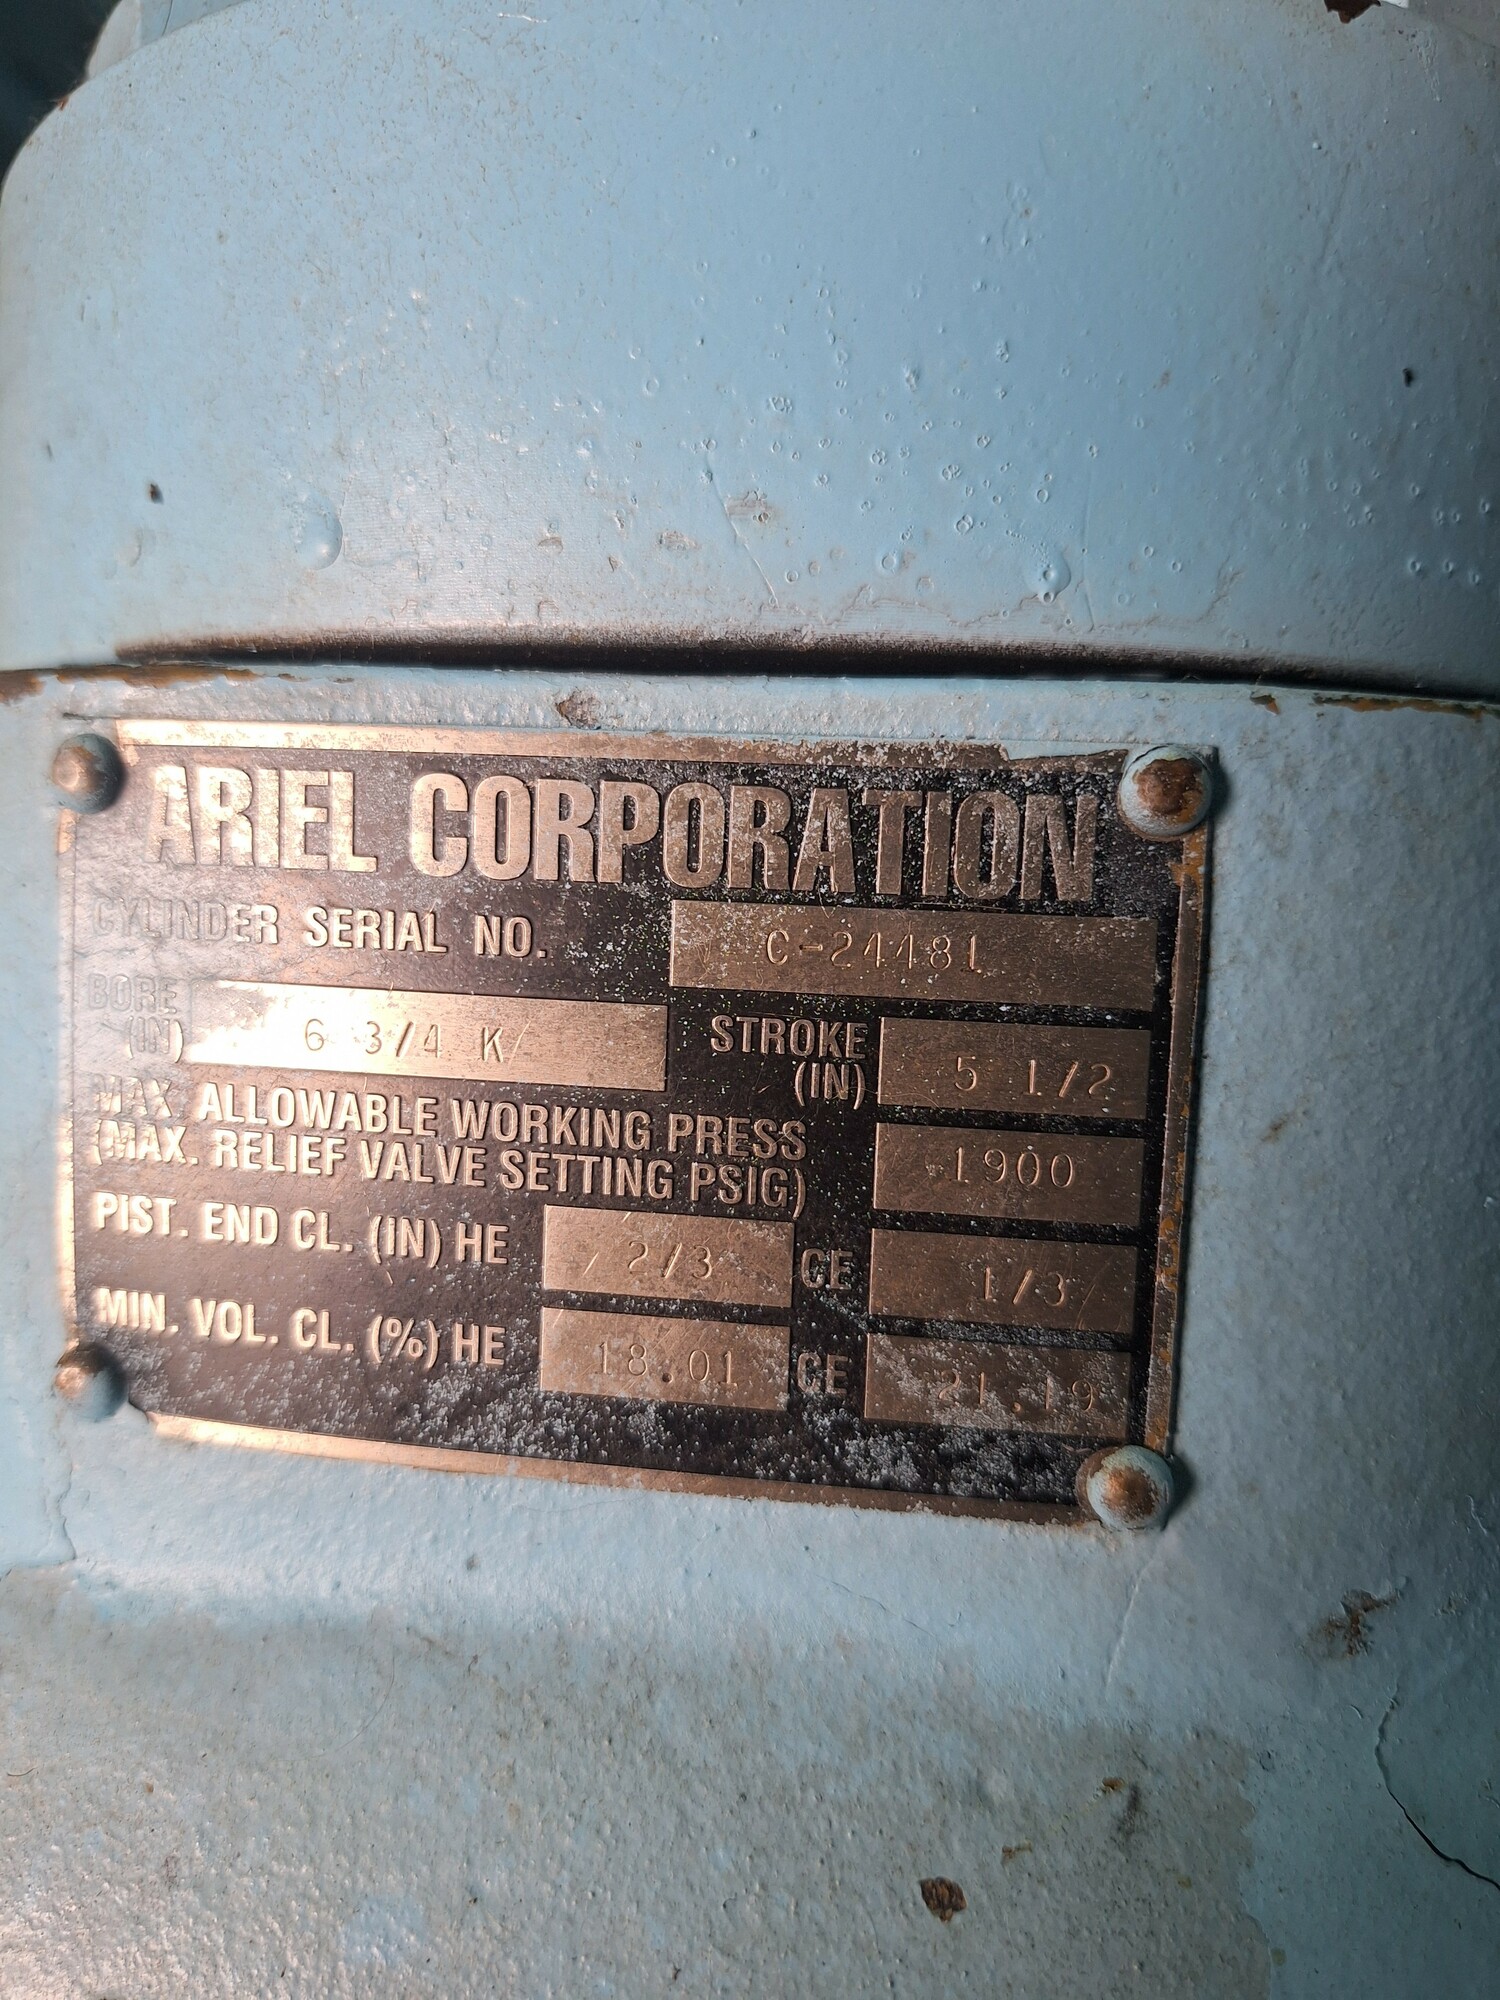 ARIEL CORPORATION
CYLINDER SERIAL NO. C-24481
BORE (IN) 6 3/4 K STROKE (IN) 5 1/2
MAX. ALLOWABLE WORKING PRESS
(MAX. RELIEF VALVE SETTING PSIG) 1900
PIST. END CL. (IN) HE 2/3 CE 1/3
MIN. VOL. CL. (%) HE 18.01 CE 21.19